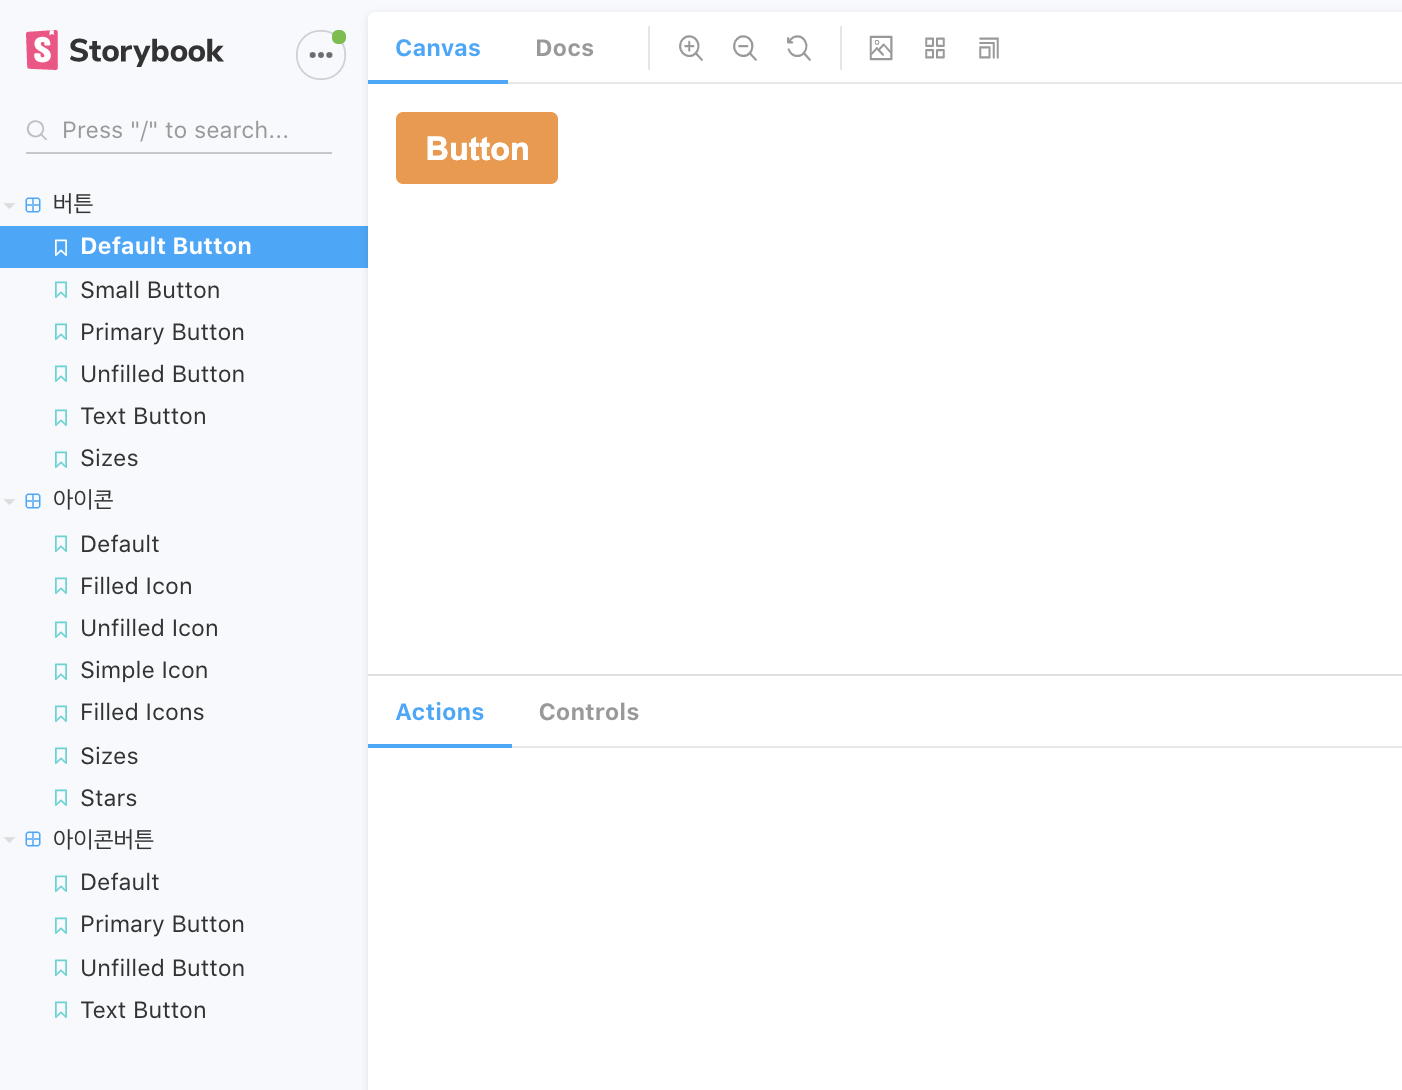 Storybook
Press "/" to search...
버튼
Default Button
Small Button
Primary Button
Unfilled Button
Text Button
Sizes
아이콘
Default
Filled Icon
Unfilled Icon
Simple Icon
Filled Icons
Sizes
Stars
아이콘버튼
Default
Primary Button
Unfilled Button
Text Button
Canvas Docs
Button
Actions Controls